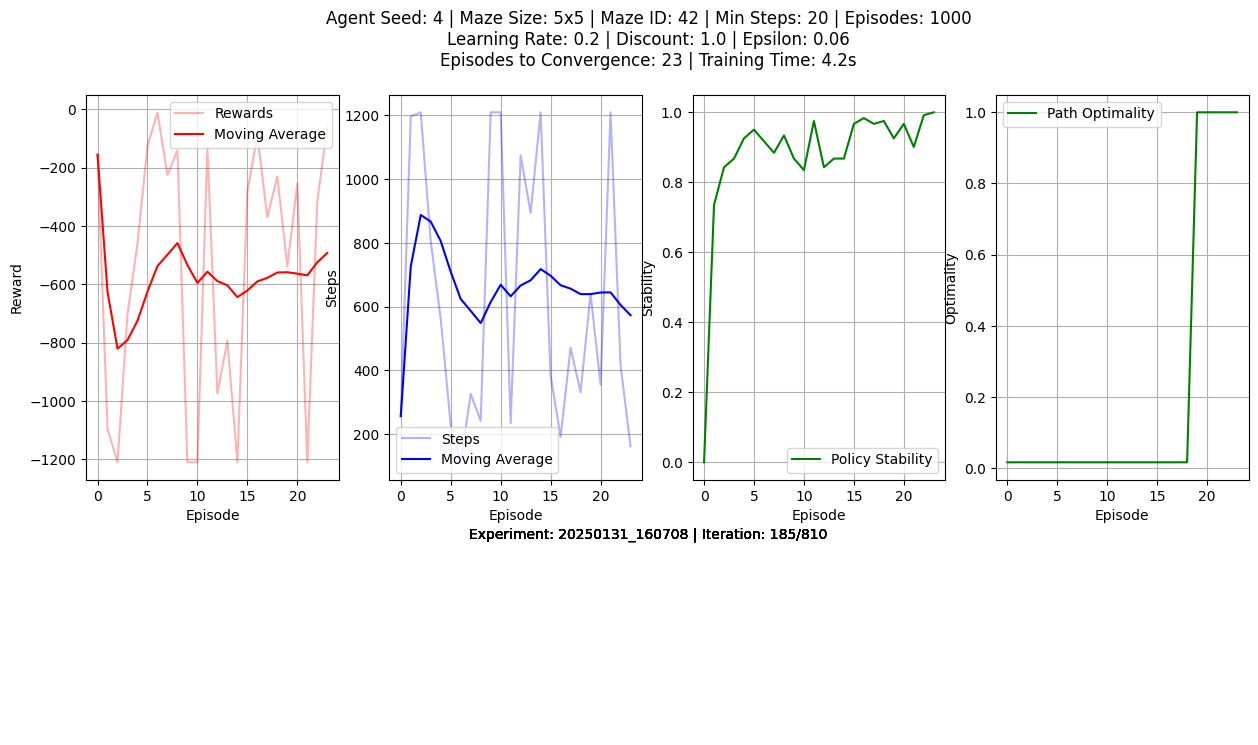 Agent Seed: 4 | Maze Size: 5x5 | Maze ID: 42 | Min Steps: 20 | Episodes: 1000
Learning Rate: 0.2 | Discount: 1.0 | Epsilon: 0.06
Episodes to Convergence: 23 | Training Time: 4.2s
Reward
0
−200
−400
−600
−800
−1000
−1200
Rewards
Moving Average
0 5 10 15 20
Episode
Steps
1200
1000
800
600
400
200
Steps
Moving Average
0 5 10 15 20
Episode
Stability
1.0
0.8
0.6
0.4
0.2
0.0
Policy Stability
0 5 10 15 20
Episode
Optimality
1.0
0.8
0.6
0.4
0.2
0.0
Path Optimality
0 5 10 15 20
Episode
Experiment: 20250131_160708 | Iteration: 185/810